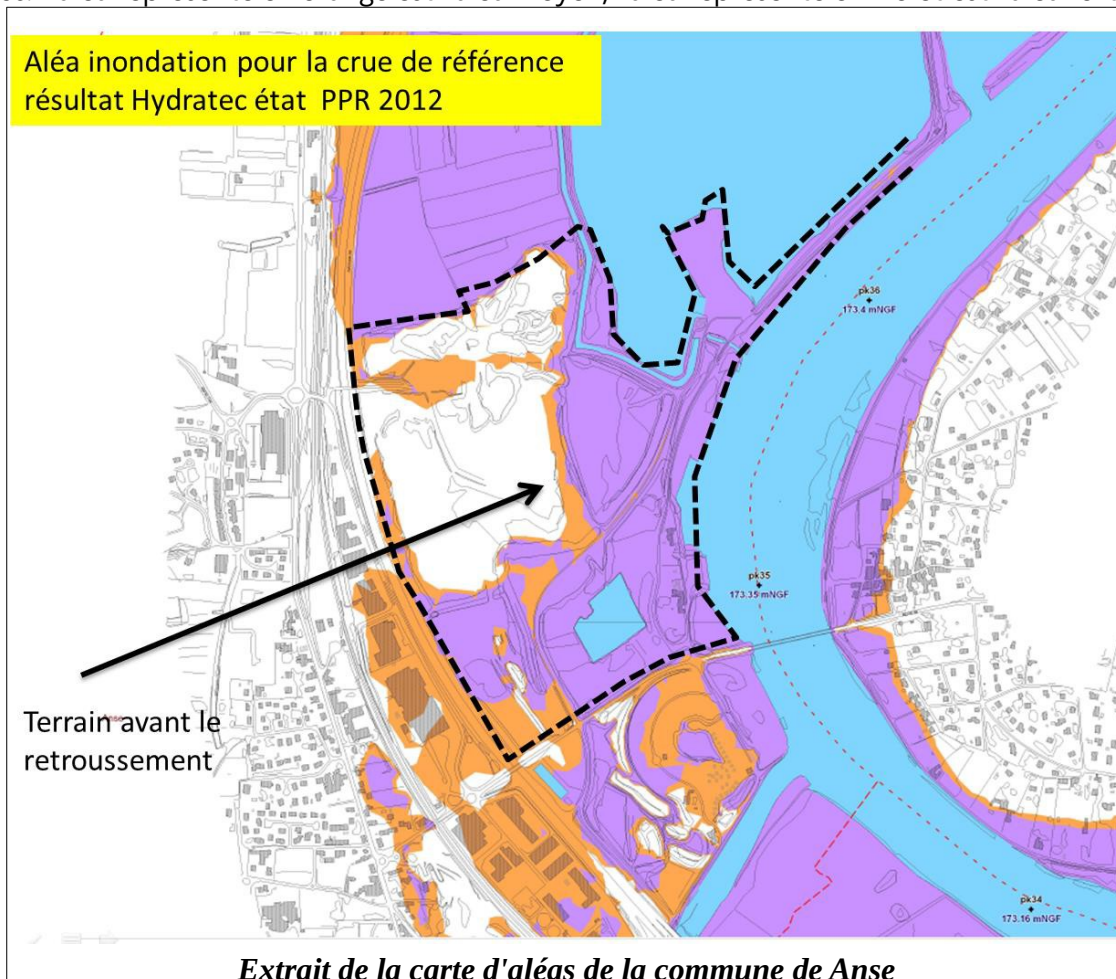 Aléa inondation pour la crue de référence
résultat Hydratec état PPR 2012
pk36
173.4 mNGF
pk35
173.35 mNGF
Terrain avant le
retroussement
Anse
pk34
173.16 mNGF
Extrait de la carte d'aléas de la commune de Anse